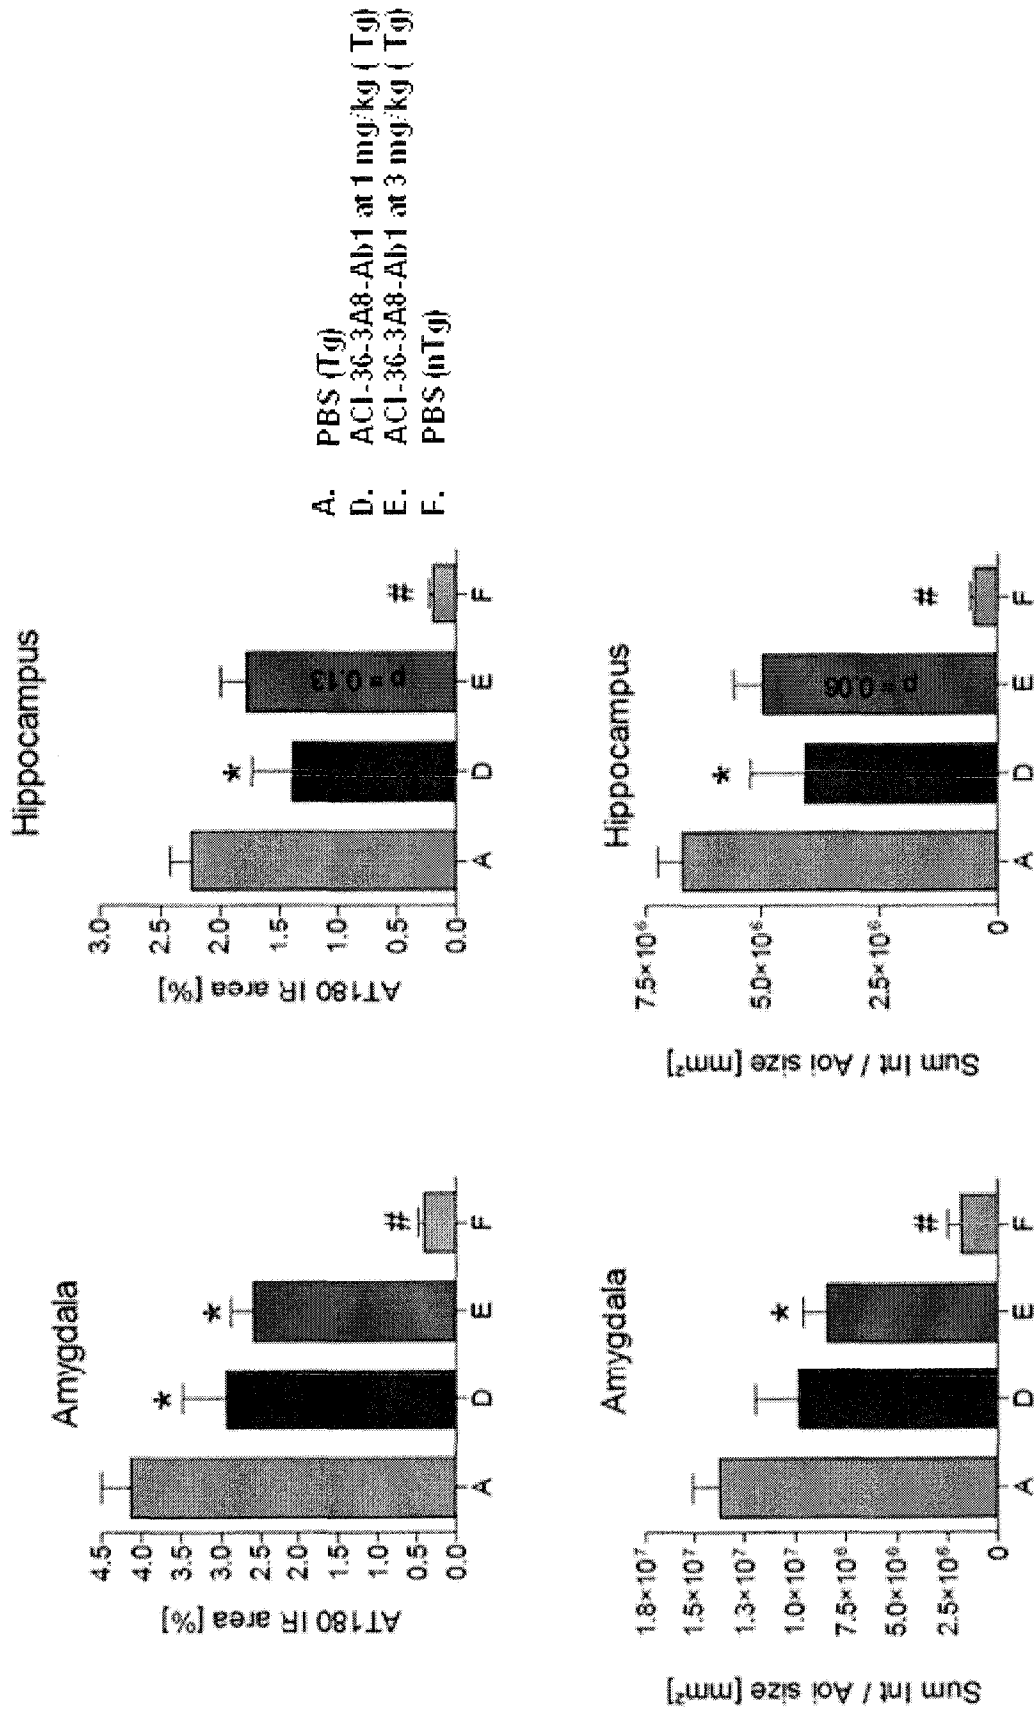 Amygdala
AT180 IR area [%]
4.5
4.0
3.5
3.0
2.5
2.0
1.5
1.0
0.5
0.0
*
*
#
A D E F
Hippocampus
AT180 IR area [%]
3.0
2.5
2.0
1.5
1.0
0.5
0.0
*
p = 0.13
#
A D E F
A. PBS (Tg)
D. ACI-36-3A8-Ab1 at 1 mg/kg ( Tg)
E. ACI-36-3A8-Ab1 at 3 mg/kg ( Tg)
F. PBS (nTg)
Amygdala
Sum Int / Aoi size [mm²]
1.8×10⁷
1.5×10⁷
1.3×10⁷
1.0×10⁷
7.5×10⁶
5.0×10⁶
2.5×10⁶
0
*
#
A D E F
Hippocampus
Sum Int / Aoi size [mm²]
7.5×10⁶
5.0×10⁶
2.5×10⁶
0
*
p = 0.06
#
A D E F